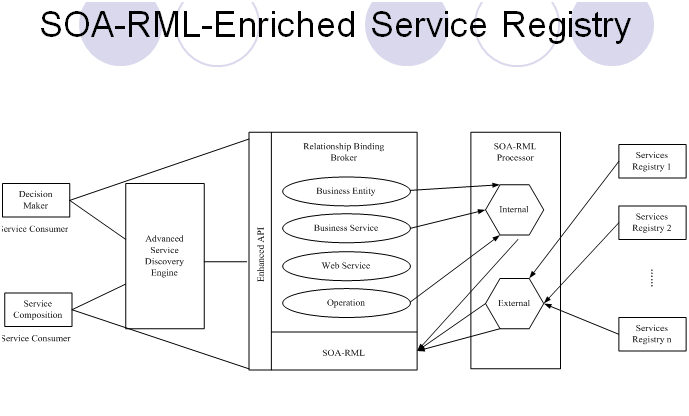 SOA-RML-Enriched Service Registry
Relationship Binding
Broker
SOA-RML
Processor
Services
Registry 1
Decision
Maker
Service Consumer
Business Entity
Internal
Services
Registry 2
Advanced
Service
Discovery
Engine
Enhanced API
Business Service
Web Service
Service
Composition
Service Consumer
Operation
External
Services
Registry n
SOA-RML